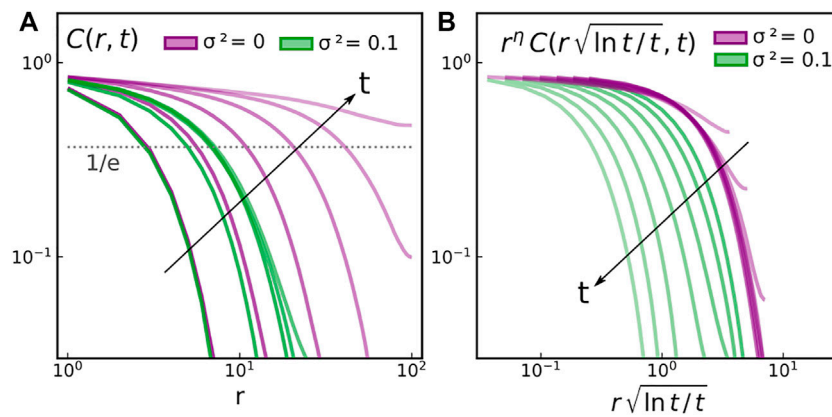 A
C(r, t)
σ² = 0
σ² = 0.1
t
1/e
10⁰
10⁻¹
10⁰
10¹
10²
r
B
r^η C(r√ln t/t, t)
σ² = 0
σ² = 0.1
t
10⁰
10⁻¹
10⁻¹
10⁰
10¹
r√ln t/t